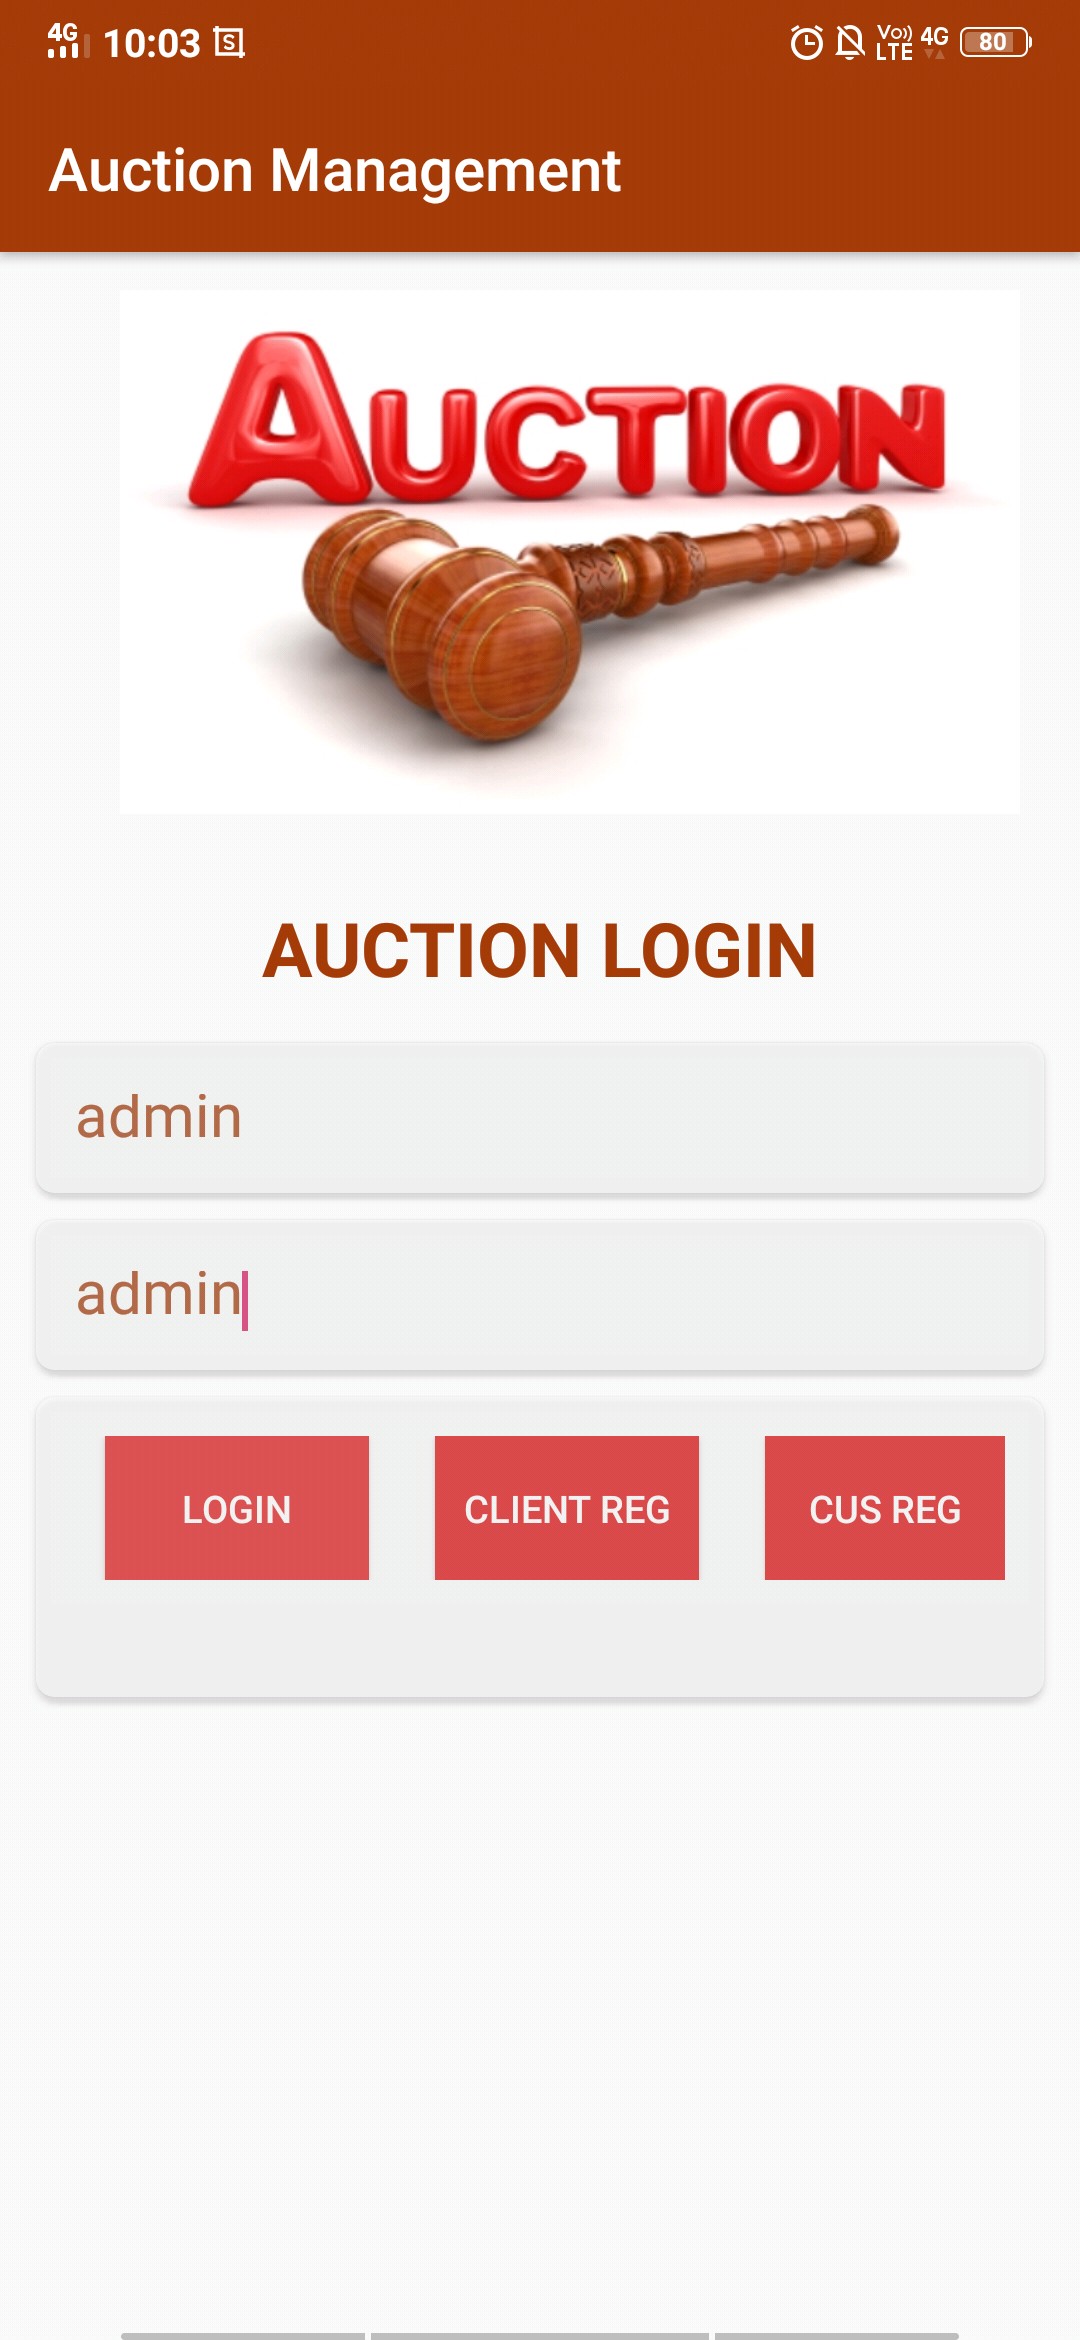 4G 10:03 S Vo)) LTE 4G 80
Auction Management
AUCTION
AUCTION LOGIN
admin
admin
LOGIN CLIENT REG CUS REG